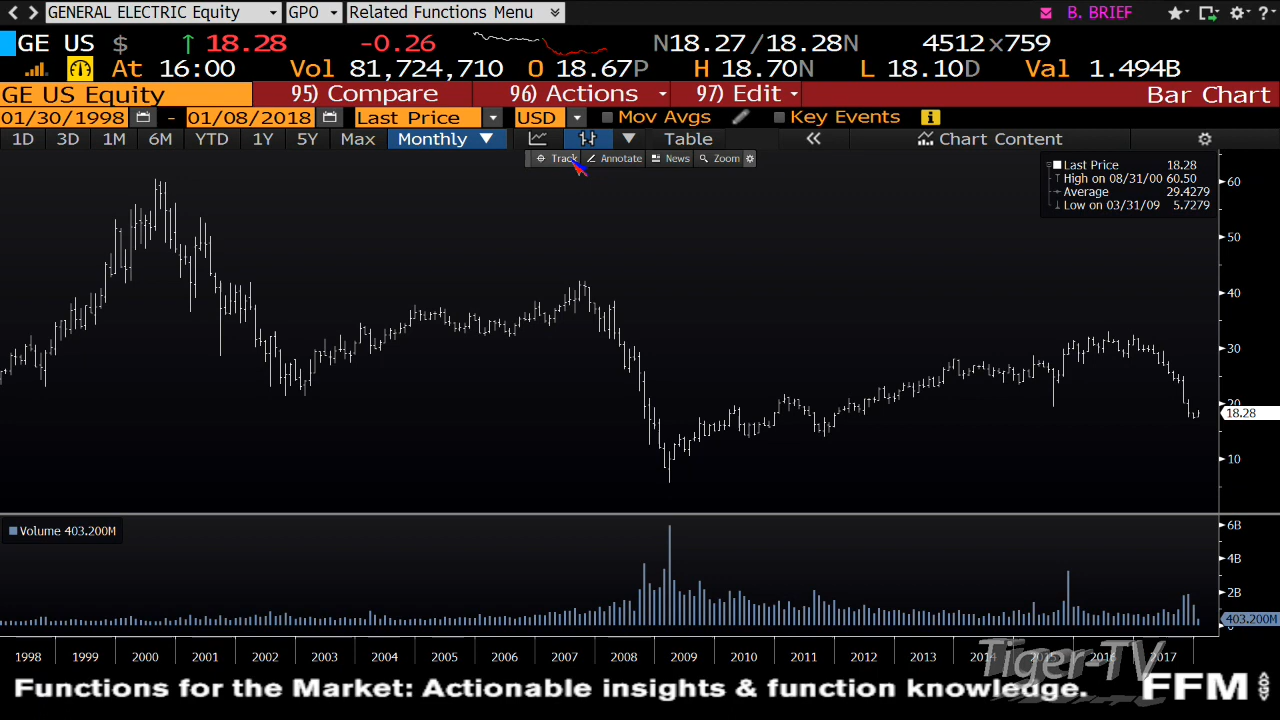 GENERAL ELECTRIC Equity GPO Related Functions Menu B. BRIEF ?
GE US $ ↑ 18.28 -0.26 N18.27/18.28N 4512x759
At 16:00 Vol 81,724,710 O 18.67P H 18.70N L 18.10D Val 1.494B
GE US Equity 95) Compare 96) Actions 97) Edit Bar Chart
01/30/1998 - 01/08/2018 Last Price USD Mov Avgs Key Events i
1D 3D 1M 6M YTD 1Y 5Y Max Monthly ▼ ▼ Table « Chart Content
Track Annotate News Zoom
Last Price 18.28
High on 08/31/00 60.50
Average 29.4279
Low on 03/31/09 5.7279
60
50
40
30
20
18.28
10
Volume 403.200M
6B
4B
2B
403.200M
0
1998 1999 2000 2001 2002 2003 2004 2005 2006 2007 2008 2009 2010 2011 2012 2013 2014 2015 2016 2017
Tiger-TV
Functions for the Market: Actionable insights & function knowledge. FFM